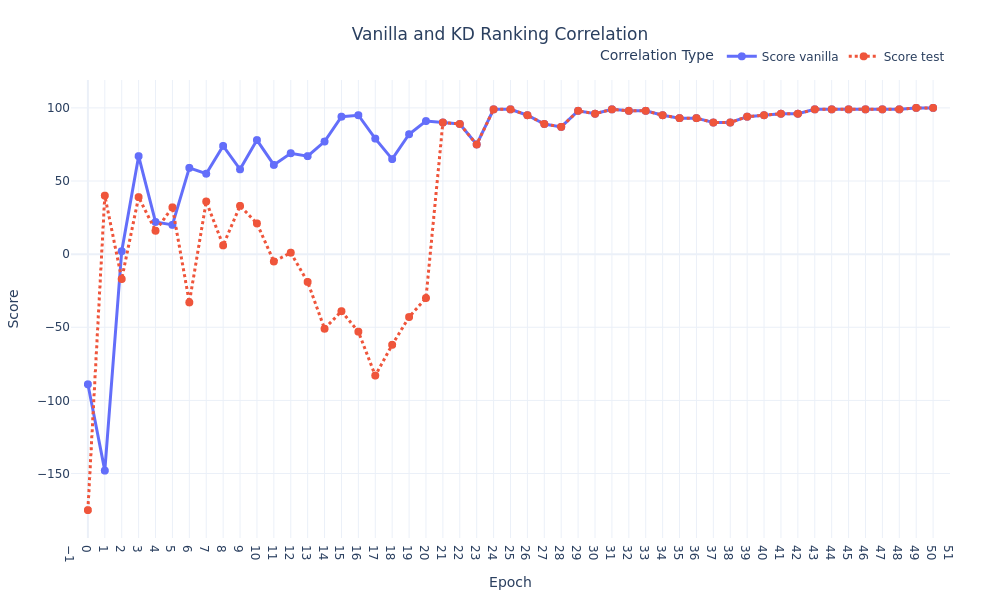 Vanilla and KD Ranking Correlation
Correlation Type Score vanilla Score test
100
50
0
−50
−100
−150
Score
−1 0 1 2 3 4 5 6 7 8 9 10 11 12 13 14 15 16 17 18 19 20 21 22 23 24 25 26 27 28 29 30 31 32 33 34 35 36 37 38 39 40 41 42 43 44 45 46 47 48 49 50 51
Epoch